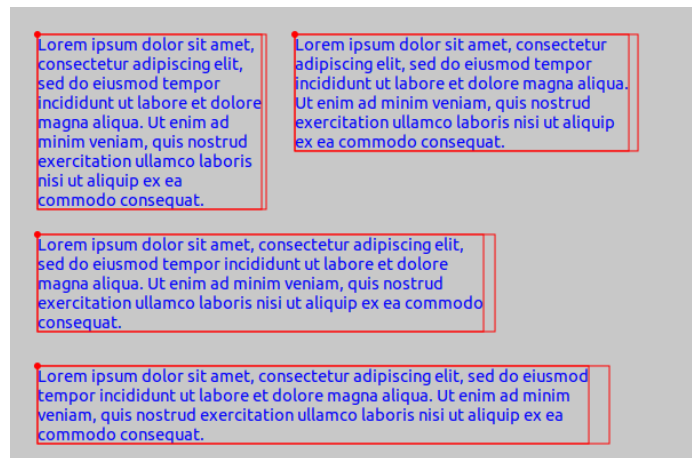 Lorem ipsum dolor sit amet,
consectetur adipiscing elit,
sed do eiusmod tempor
incididunt ut labore et dolore
magna aliqua. Ut enim ad
minim veniam, quis nostrud
exercitation ullamco laboris
nisi ut aliquip ex ea
commodo consequat.
Lorem ipsum dolor sit amet, consectetur
adipiscing elit, sed do eiusmod tempor
incididunt ut labore et dolore magna aliqua.
Ut enim ad minim veniam, quis nostrud
exercitation ullamco laboris nisi ut aliquip
ex ea commodo consequat.
Lorem ipsum dolor sit amet, consectetur adipiscing elit,
sed do eiusmod tempor incididunt ut labore et dolore
magna aliqua. Ut enim ad minim veniam, quis nostrud
exercitation ullamco laboris nisi ut aliquip ex ea commodo
consequat.
Lorem ipsum dolor sit amet, consectetur adipiscing elit, sed do eiusmod
tempor incididunt ut labore et dolore magna aliqua. Ut enim ad minim
veniam, quis nostrud exercitation ullamco laboris nisi ut aliquip ex ea
commodo consequat.